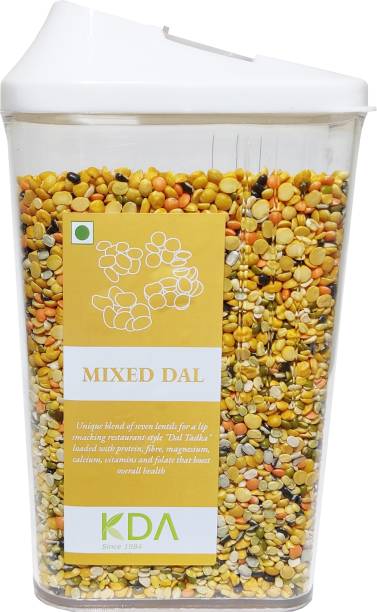 MIXED DAL
Unique blend of seven lentils for a lip
smacking restaurant-style "Dal Tadka"
loaded with protein, fibre, magnesium,
calcium, vitamins and folate that boost
overall health
KDA
Since 1984